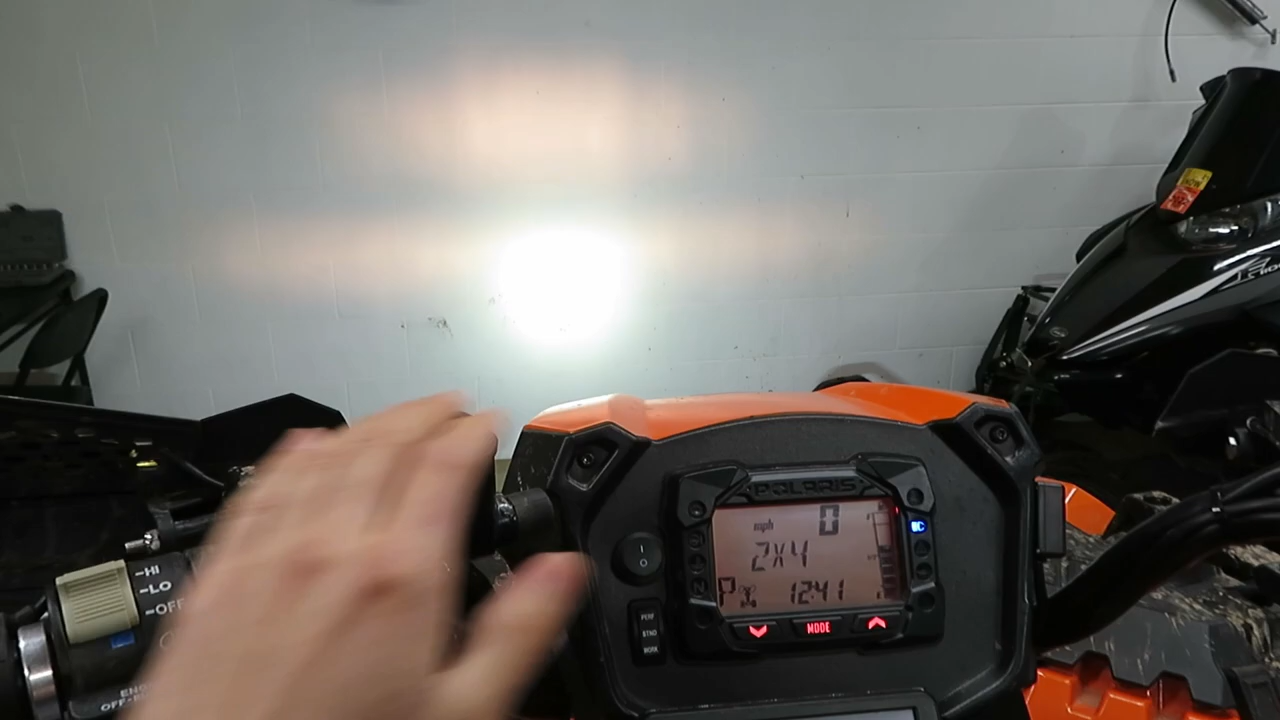 POLARIS
mph 0
2X4
P 12:41
MODE
PERF
STND
WORK
I
O
-HI
-LO
-OFF